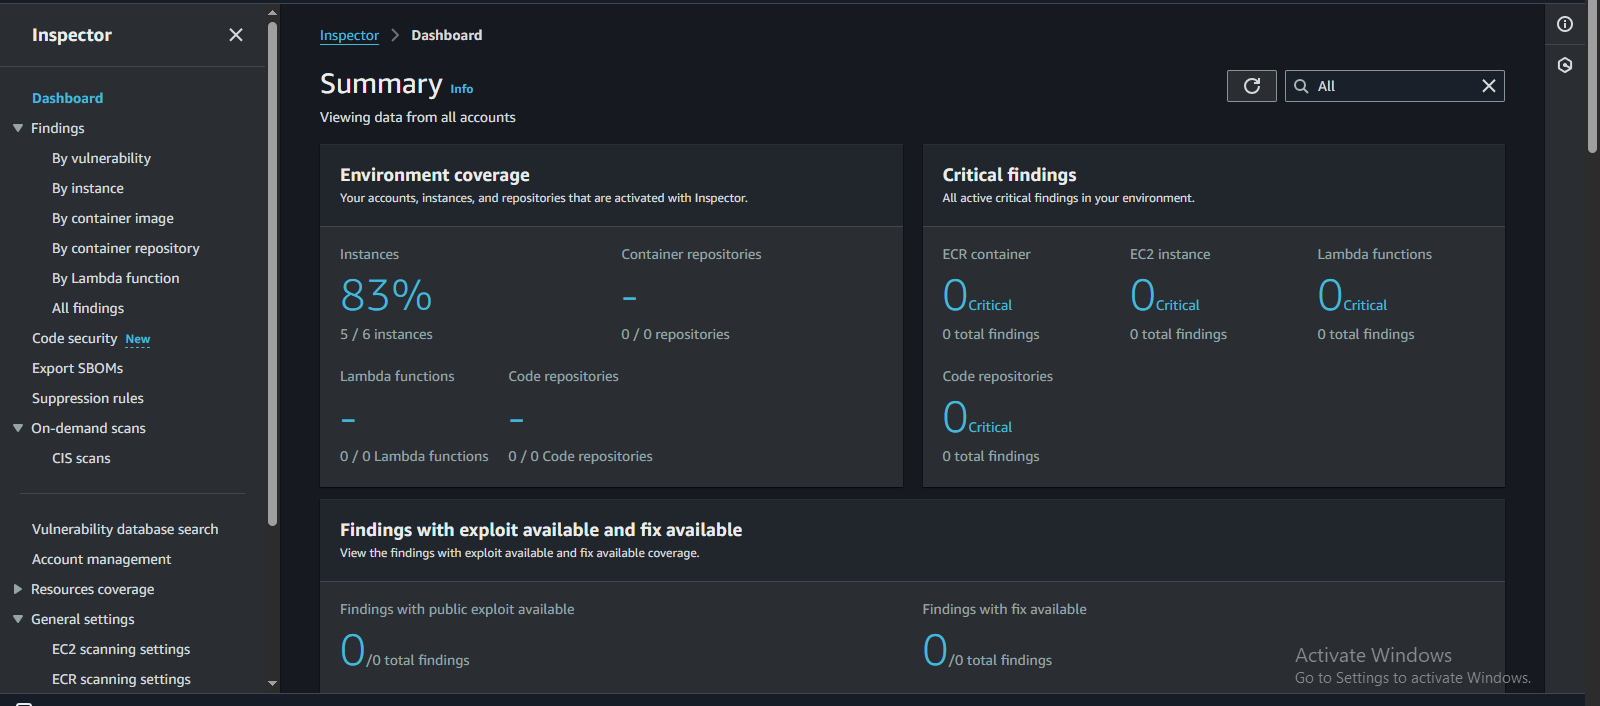 Inspector
Dashboard
Findings
By vulnerability
By instance
By container image
By container repository
By Lambda function
All findings
Code security New
Export SBOMs
Suppression rules
On-demand scans
CIS scans
Vulnerability database search
Account management
Resources coverage
General settings
EC2 scanning settings
ECR scanning settings
Inspector > Dashboard
Summary Info
Viewing data from all accounts
All
Environment coverage
Your accounts, instances, and repositories that are activated with Inspector.
Instances
83%
5 / 6 instances
Container repositories
-
0 / 0 repositories
Lambda functions
-
0 / 0 Lambda functions
Code repositories
-
0 / 0 Code repositories
Critical findings
All active critical findings in your environment.
ECR container
0 Critical
0 total findings
EC2 instance
0 Critical
0 total findings
Lambda functions
0 Critical
0 total findings
Code repositories
0 Critical
0 total findings
Findings with exploit available and fix available
View the findings with exploit available and fix available coverage.
Findings with public exploit available
0 /0 total findings
Findings with fix available
0 /0 total findings
Activate Windows
Go to Settings to activate Windows.